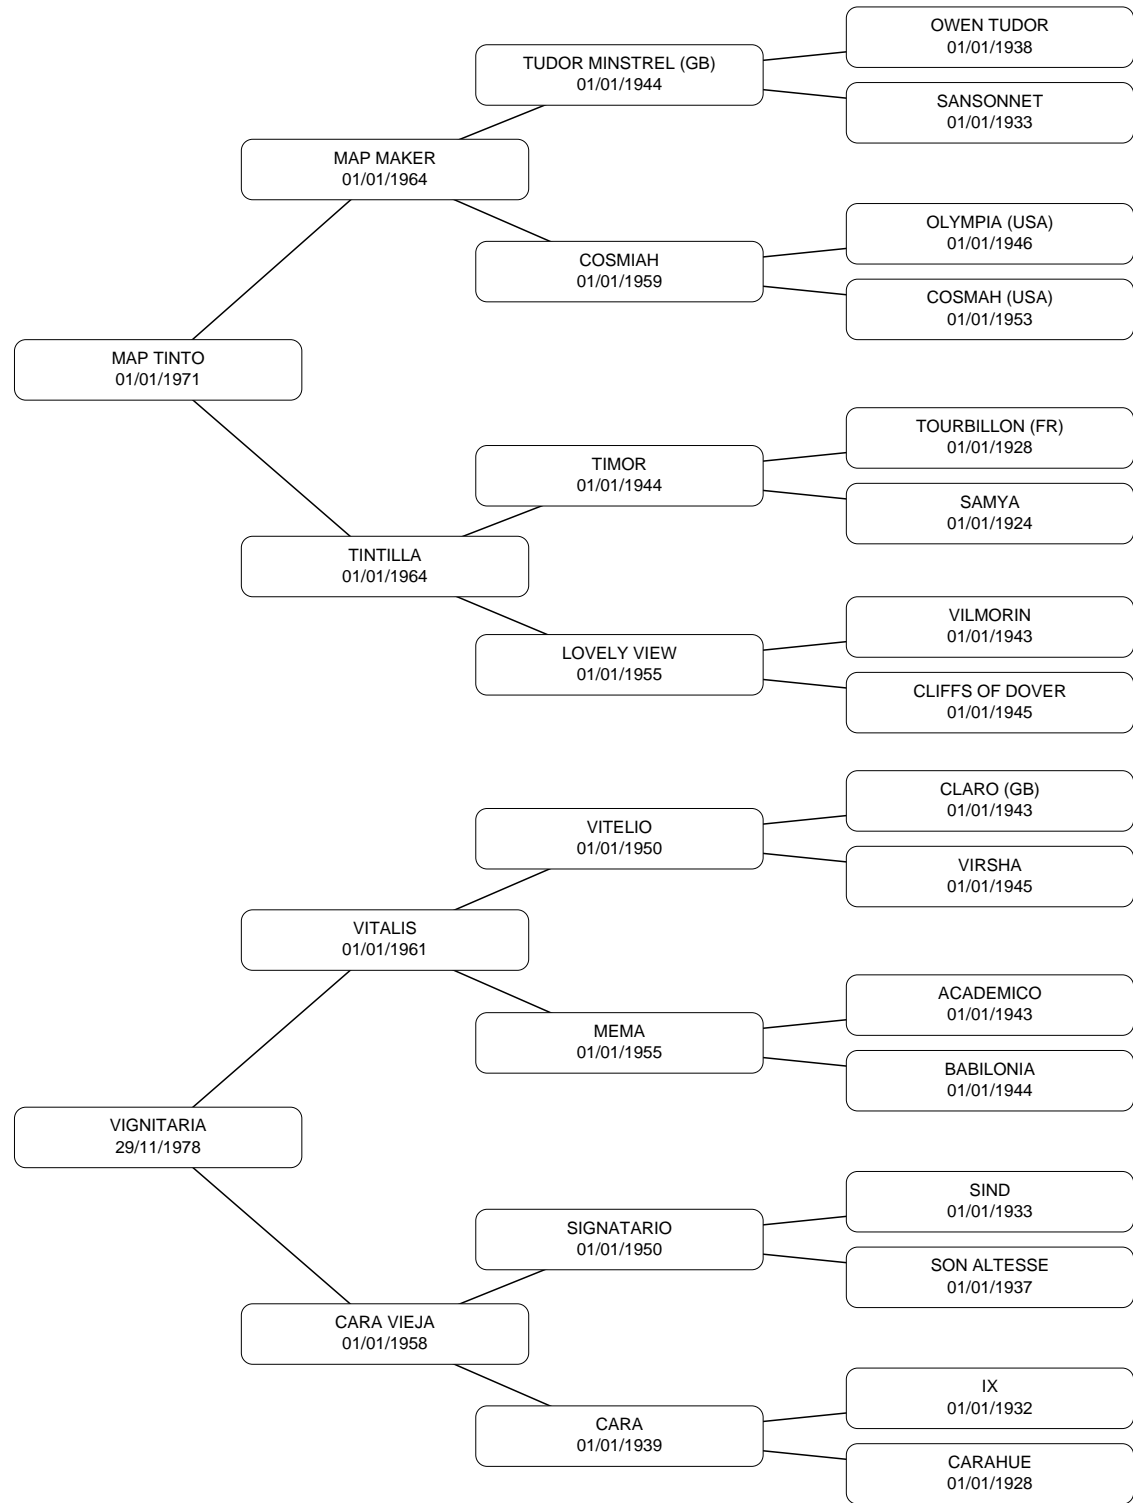 OWEN TUDOR
01/01/1938
TUDOR MINSTREL (GB)
01/01/1944
SANSONNET
01/01/1933
MAP MAKER
01/01/1964
OLYMPIA (USA)
01/01/1946
COSMIAH
01/01/1959
COSMAH (USA)
01/01/1953
MAP TINTO
01/01/1971
TOURBILLON (FR)
01/01/1928
TIMOR
01/01/1944
SAMYA
01/01/1924
TINTILLA
01/01/1964
VILMORIN
01/01/1943
LOVELY VIEW
01/01/1955
CLIFFS OF DOVER
01/01/1945
CLARO (GB)
01/01/1943
VITELIO
01/01/1950
VIRSHA
01/01/1945
VITALIS
01/01/1961
ACADEMICO
01/01/1943
MEMA
01/01/1955
BABILONIA
01/01/1944
VIGNITARIA
29/11/1978
SIND
01/01/1933
SIGNATARIO
01/01/1950
SON ALTESSE
01/01/1937
CARA VIEJA
01/01/1958
IX
01/01/1932
CARA
01/01/1939
CARAHUE
01/01/1928